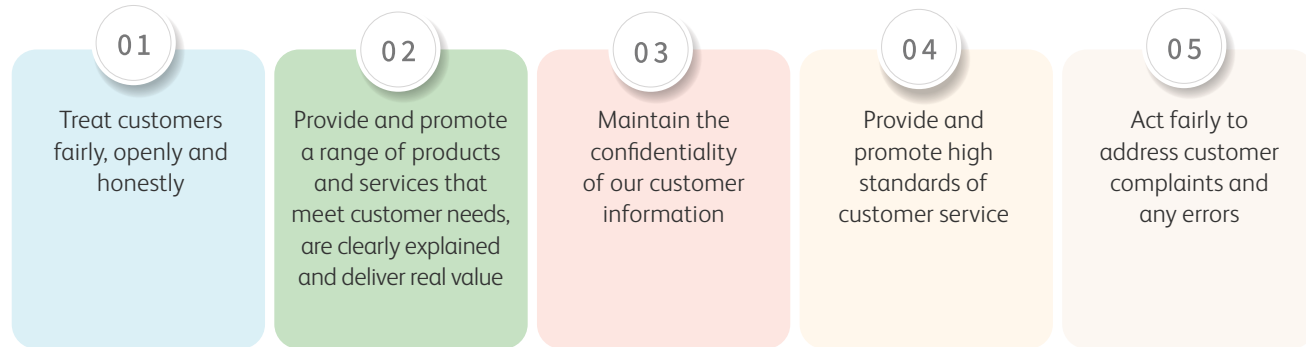 01
Treat customers
fairly, openly and
honestly
02
Provide and promote
a range of products
and services that
meet customer needs,
are clearly explained
and deliver real value
03
Maintain the
confidentiality
of our customer
information
04
Provide and
promote high
standards of
customer service
05
Act fairly to
address customer
complaints and
any errors